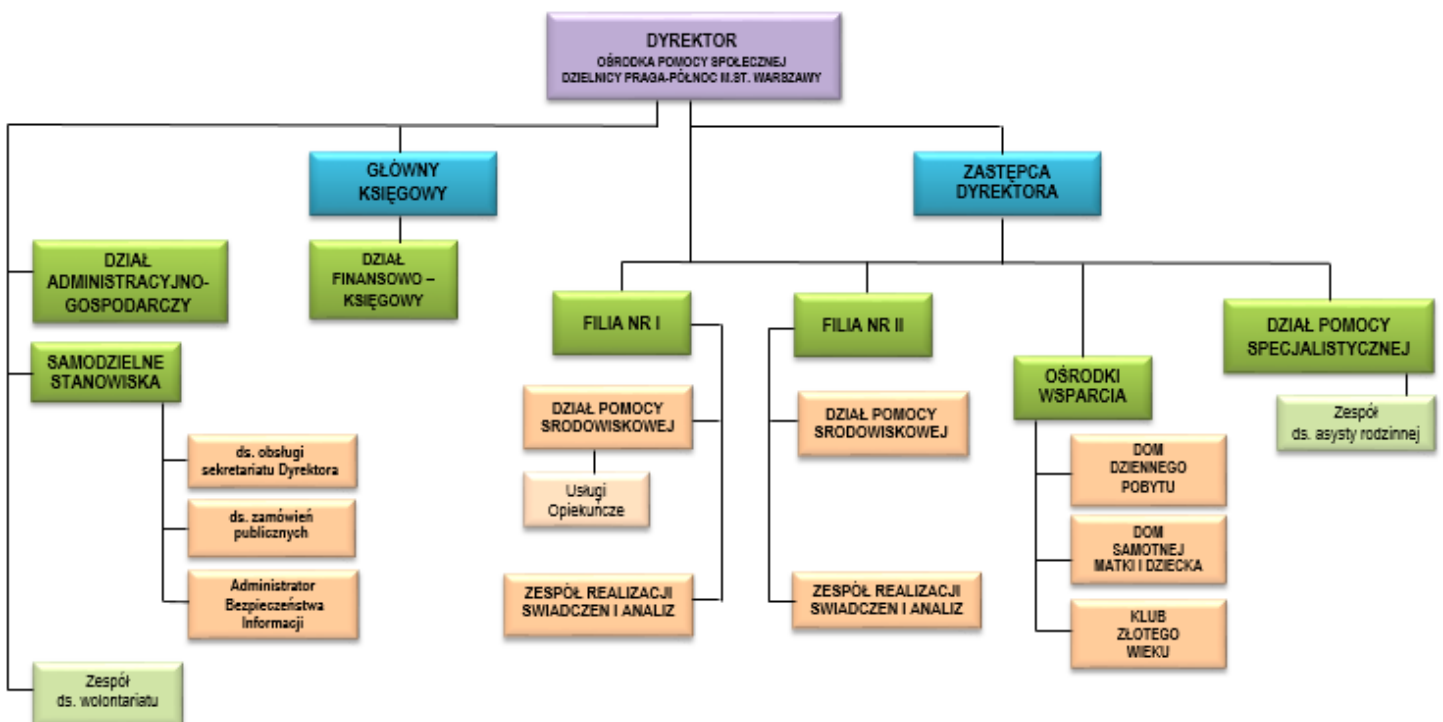 DYREKTOR
OŚRODKA POMOCY SPOŁECZNEJ
DZIELNICY PRAGA-PÓŁNOC M.ST. WARSZAWY
GŁÓWNY
KSIĘGOWY
ZASTĘPCA
DYREKTORA
DZIAŁ
ADMINISTRACYJNO-
GOSPODARCZY
DZIAŁ
FINANSOWO –
KSIĘGOWY
FILIA NR I
FILIA NR II
DZIAŁ POMOCY
SPECJALISTYCZNEJ
SAMODZIELNE
STANOWISKA
OŚRODKI
WSPARCIA
DZIAŁ POMOCY
SRODOWISKOWEJ
DZIAŁ POMOCY
SRODOWISKOWEJ
Zespół
ds. asysty rodzinnej
ds. obsługi
sekretariatu Dyrektora
DOM
DZIENNEGO
POBYTU
Usługi
Opiekuńcze
ds. zamówień
publicznych
DOM
SAMOTNEJ
MATKI I DZIECKA
Administrator
Bezpieczeństwa
Informacji
ZESPÓŁ REALIZACJI
SWIADCZEN I ANALIZ
ZESPÓŁ REALIZACJI
SWIADCZEN I ANALIZ
KLUB
ZŁOTEGO
WIEKU
Zespół
ds. wolontariatu